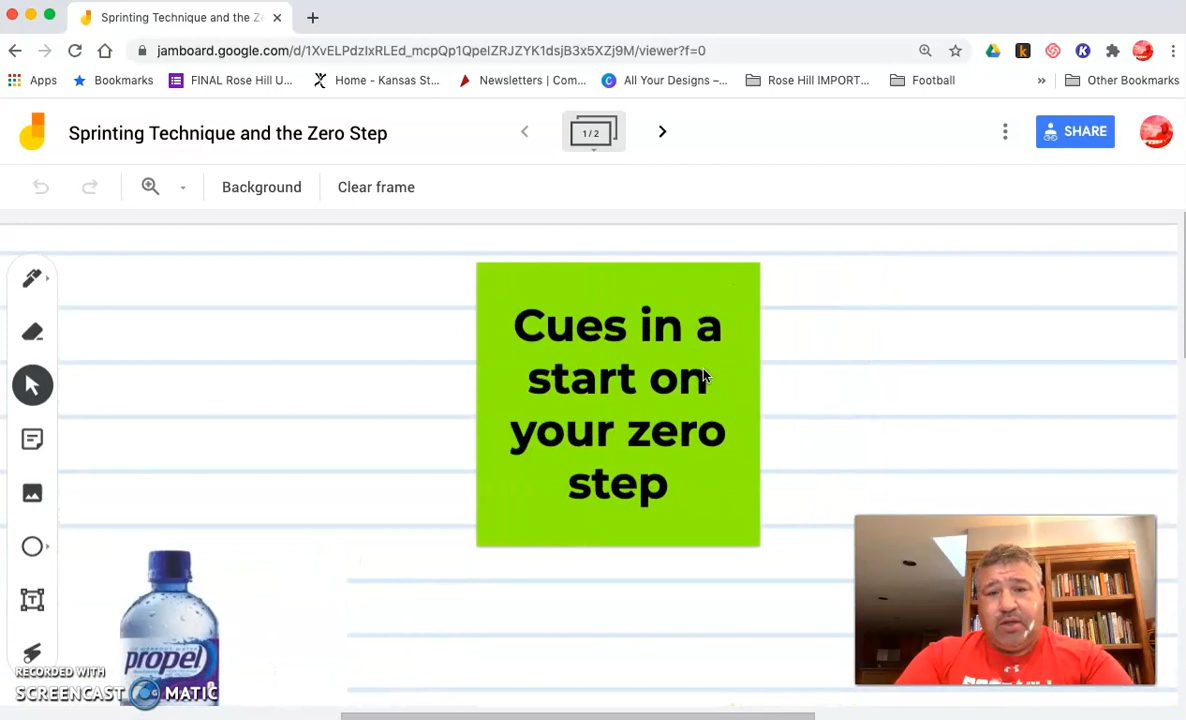 Sprinting Technique and the Ze
jamboard.google.com/d/1XvELPdzIxRLEd_mcpQp1QpeIZRJZYK1dsjB3x5XZj9M/viewer?f=0
Apps Bookmarks FINAL Rose Hill U... Home - Kansas St... Newsletters | Com... All Your Designs –... Rose Hill IMPORT... Football » Other Bookmarks
Sprinting Technique and the Zero Step
1 / 2
SHARE
Background Clear frame
Cues in a
start on
your zero
step
propel
RECORDED WITH
SCREENCAST MATIC